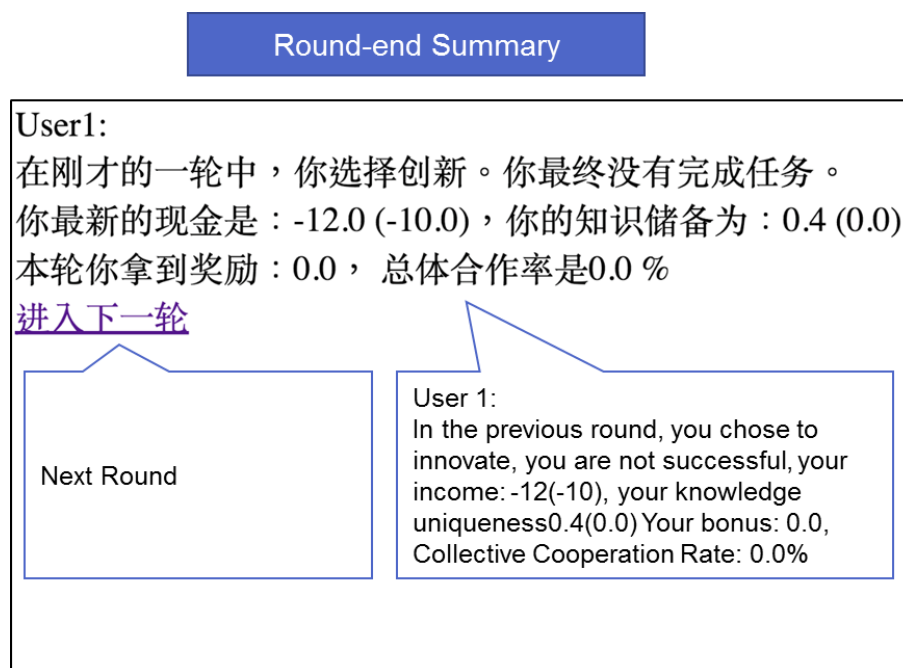 Round-end Summary
User1:
在刚才的一轮中，你选择创新。你最终没有完成任务。
你最新的现金是：-12.0 (-10.0)，你的知识储备为：0.4 (0.0)
本轮你拿到奖励：0.0， 总体合作率是0.0 %
进入下一轮
Next Round
User 1:
In the previous round, you chose to
innovate, you are not successful, your
income: -12(-10), your knowledge
uniqueness0.4(0.0) Your bonus: 0.0,
Collective Cooperation Rate: 0.0%